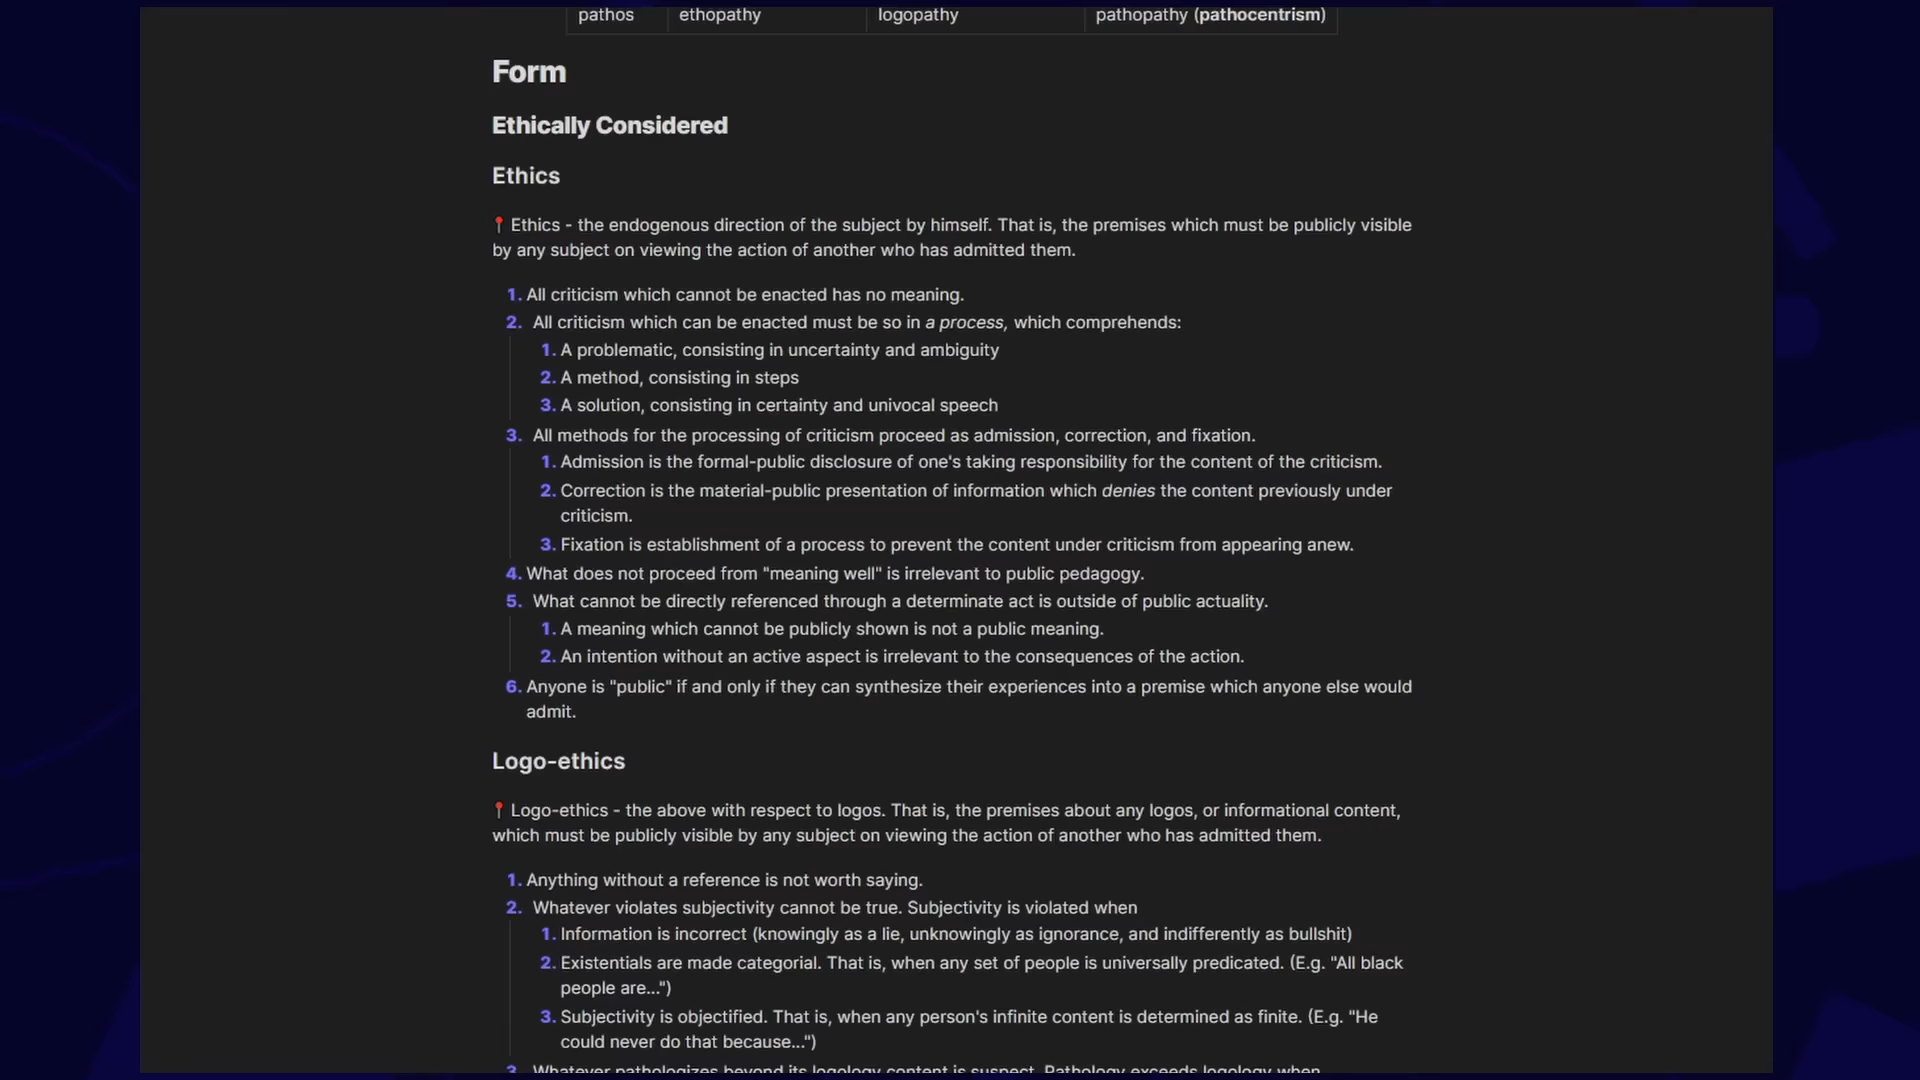 pathos ethopathy logopathy pathopathy (pathocentrism)
Form
Ethically Considered
Ethics
📍 Ethics - the endogenous direction of the subject by himself. That is, the premises which must be publicly visible
by any subject on viewing the action of another who has admitted them.
1. All criticism which cannot be enacted has no meaning.
2. All criticism which can be enacted must be so in a process, which comprehends:
1. A problematic, consisting in uncertainty and ambiguity
2. A method, consisting in steps
3. A solution, consisting in certainty and univocal speech
3. All methods for the processing of criticism proceed as admission, correction, and fixation.
1. Admission is the formal-public disclosure of one's taking responsibility for the content of the criticism.
2. Correction is the material-public presentation of information which denies the content previously under
criticism.
3. Fixation is establishment of a process to prevent the content under criticism from appearing anew.
4. What does not proceed from "meaning well" is irrelevant to public pedagogy.
5. What cannot be directly referenced through a determinate act is outside of public actuality.
1. A meaning which cannot be publicly shown is not a public meaning.
2. An intention without an active aspect is irrelevant to the consequences of the action.
6. Anyone is "public" if and only if they can synthesize their experiences into a premise which anyone else would
admit.
Logo-ethics
📍 Logo-ethics - the above with respect to logos. That is, the premises about any logos, or informational content,
which must be publicly visible by any subject on viewing the action of another who has admitted them.
1. Anything without a reference is not worth saying.
2. Whatever violates subjectivity cannot be true. Subjectivity is violated when
1. Information is incorrect (knowingly as a lie, unknowingly as ignorance, and indifferently as bullshit)
2. Existentials are made categorial. That is, when any set of people is universally predicated. (E.g. "All black
people are...")
3. Subjectivity is objectified. That is, when any person's infinite content is determined as finite. (E.g. "He
could never do that because...")
3. Whatever pathologizes beyond its logology content is suspect. Pathology exceeds logology when